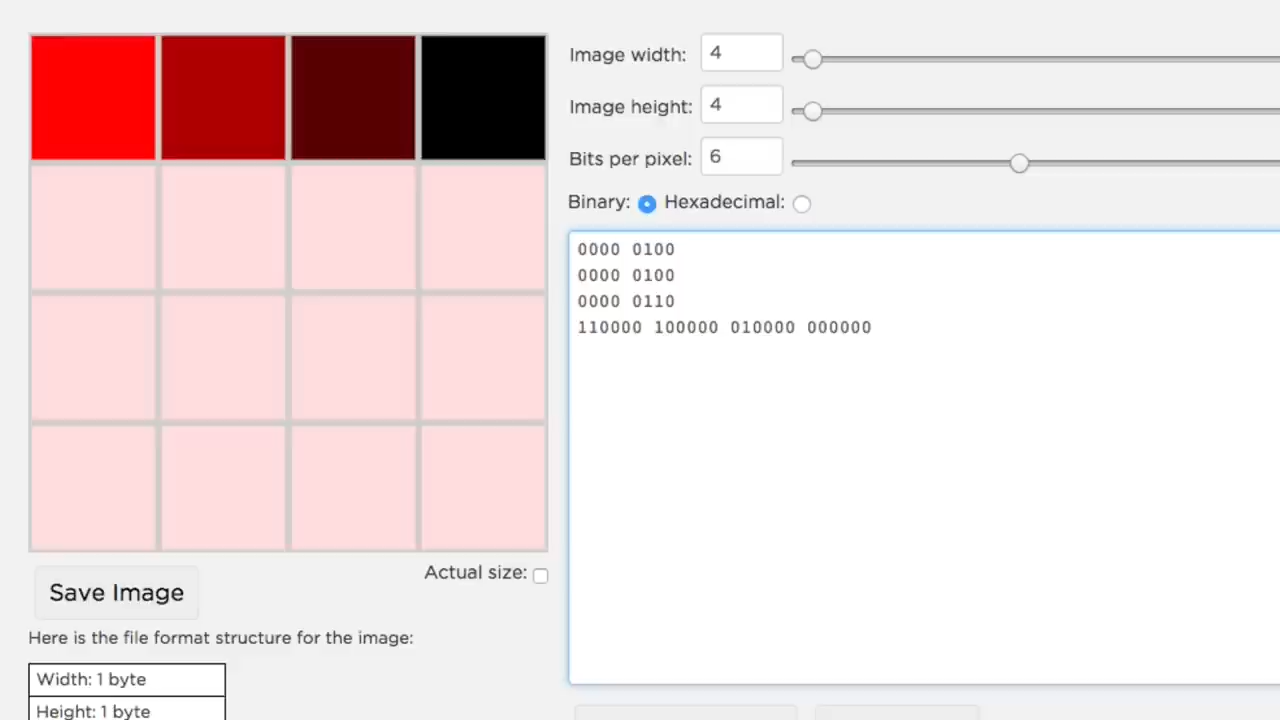 Image width: 4
Image height: 4
Bits per pixel: 6
Binary: Hexadecimal:
0000 0100
0000 0100
0000 0110
110000 100000 010000 000000
Actual size:
Save Image
Here is the file format structure for the image:
Width: 1 byte
Height: 1 byte